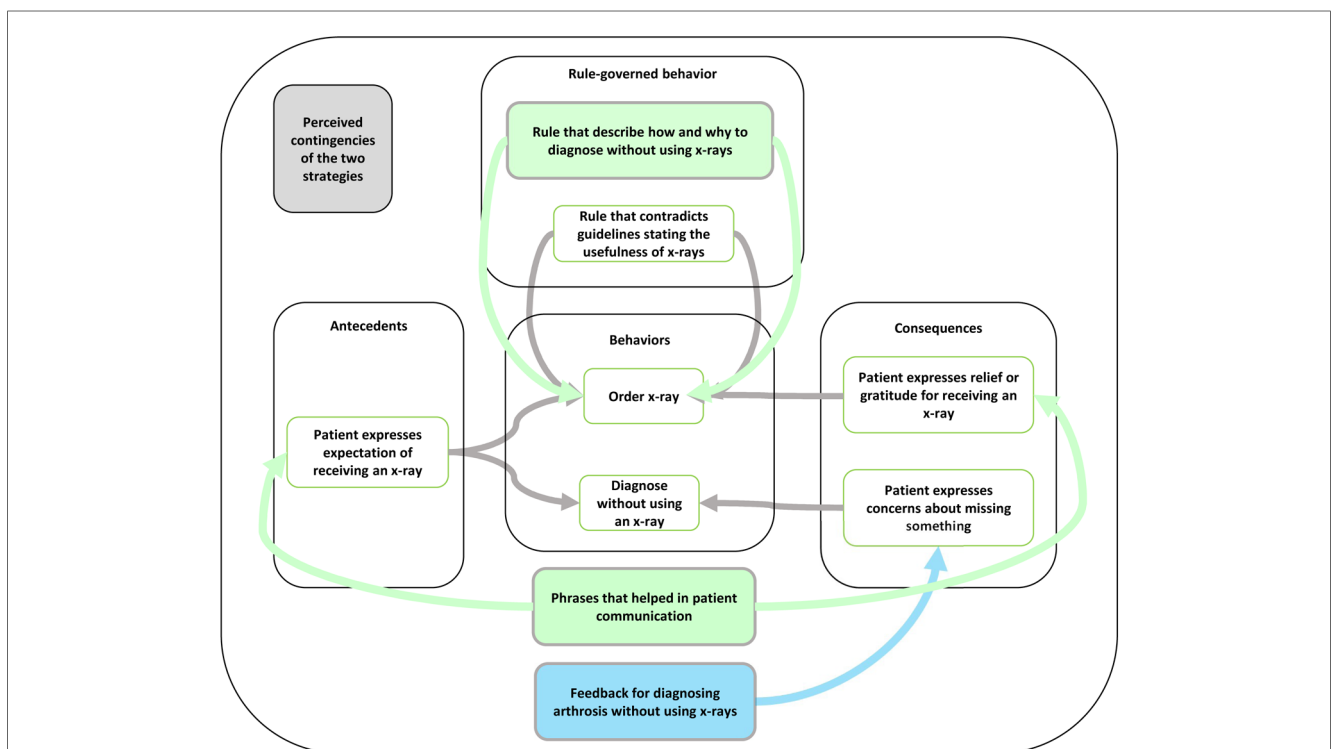 Rule-governed behavior
Perceived
contingencies
of the two
strategies
Rule that describe how and why to
diagnose without using x-rays
Rule that contradicts
guidelines stating the
usefulness of x-rays
Antecedents
Behaviors
Consequences
Patient expresses
expectation of
receiving an x-ray
Order x-ray
Diagnose
without using
an x-ray
Patient expresses relief or
gratitude for receiving an
x-ray
Patient expresses
concerns about missing
something
Phrases that helped in patient
communication
Feedback for diagnosing
arthrosis without using x-rays